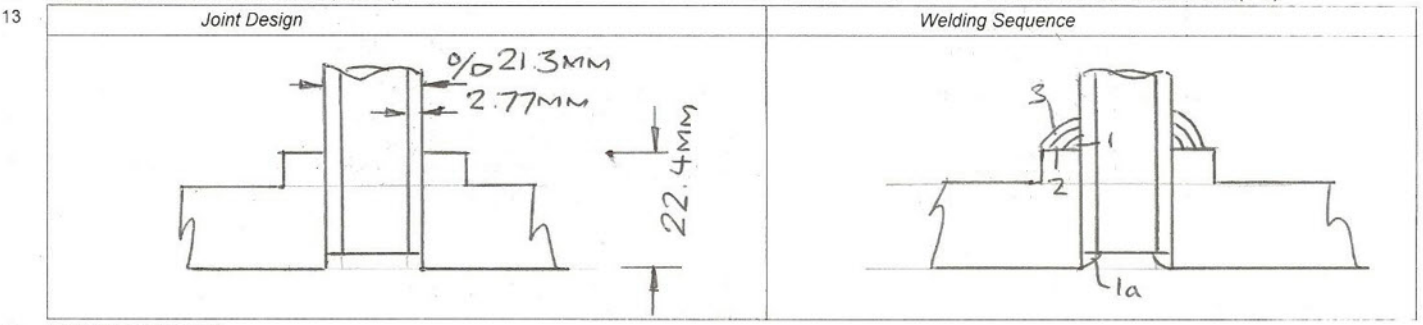 13
Joint Design
Welding Sequence
O/D 21.3MM
2.77MM
22.4MM
3
1
2
1a